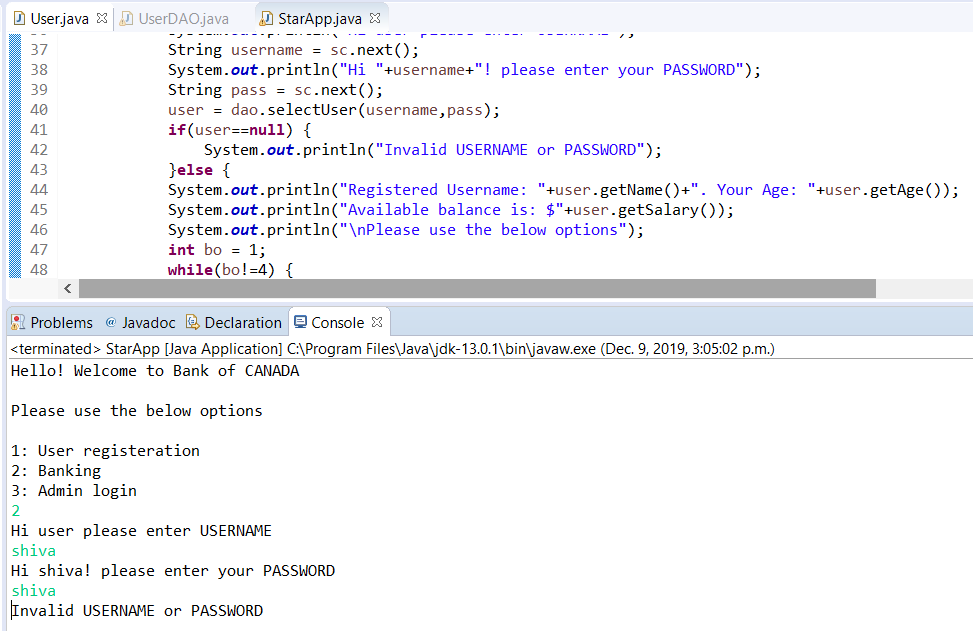 User.java UserDAO.java StarApp.java
37 String username = sc.next();
38 System.out.println("Hi "+username+"! please enter your PASSWORD");
39 String pass = sc.next();
40 user = dao.selectUser(username,pass);
41 if(user==null) {
42 System.out.println("Invalid USERNAME or PASSWORD");
43 }else {
44 System.out.println("Registered Username: "+user.getName()+". Your Age: "+user.getAge());
45 System.out.println("Available balance is: $"+user.getSalary());
46 System.out.println("\nPlease use the below options");
47 int bo = 1;
48 while(bo!=4) {
Problems @ Javadoc Declaration Console
<terminated> StarApp [Java Application] C:\Program Files\Java\jdk-13.0.1\bin\javaw.exe (Dec. 9, 2019, 3:05:02 p.m.)
Hello! Welcome to Bank of CANADA
Please use the below options
1: User registeration
2: Banking
3: Admin login
2
Hi user please enter USERNAME
shiva
Hi shiva! please enter your PASSWORD
shiva
Invalid USERNAME or PASSWORD